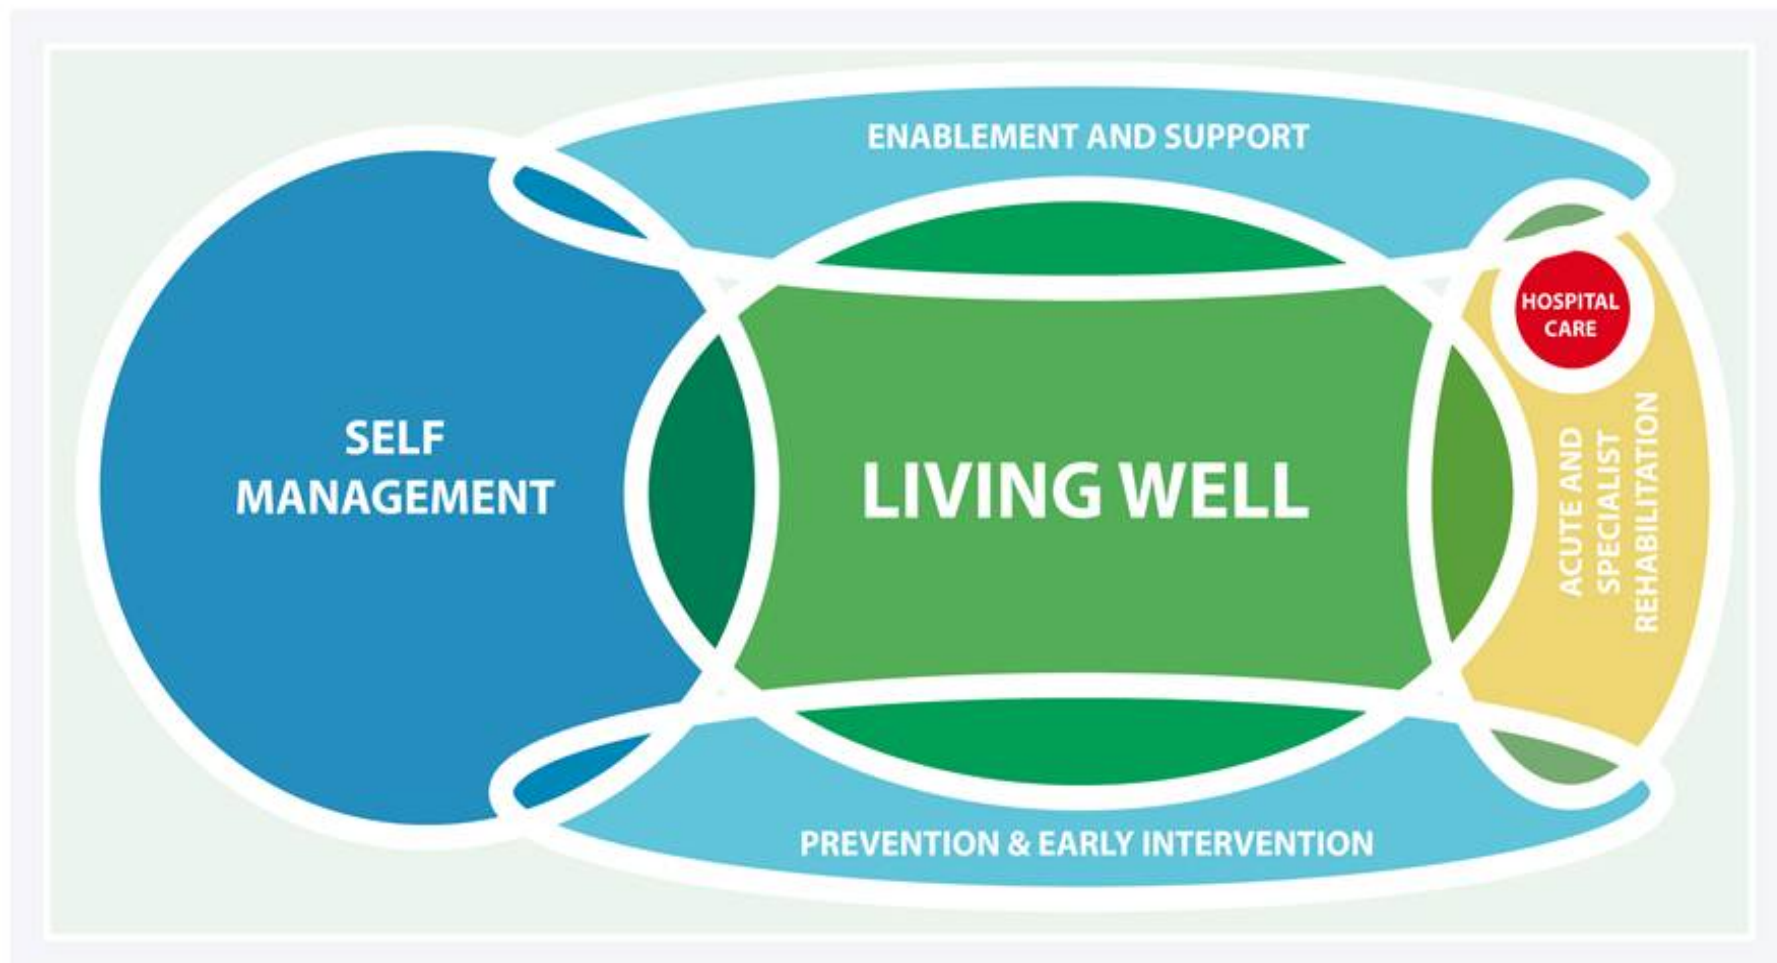 ENABLEMENT AND SUPPORT
HOSPITAL
CARE
SELF
MANAGEMENT
LIVING WELL
ACUTE AND
SPECIALIST
REHABILITATION
PREVENTION & EARLY INTERVENTION